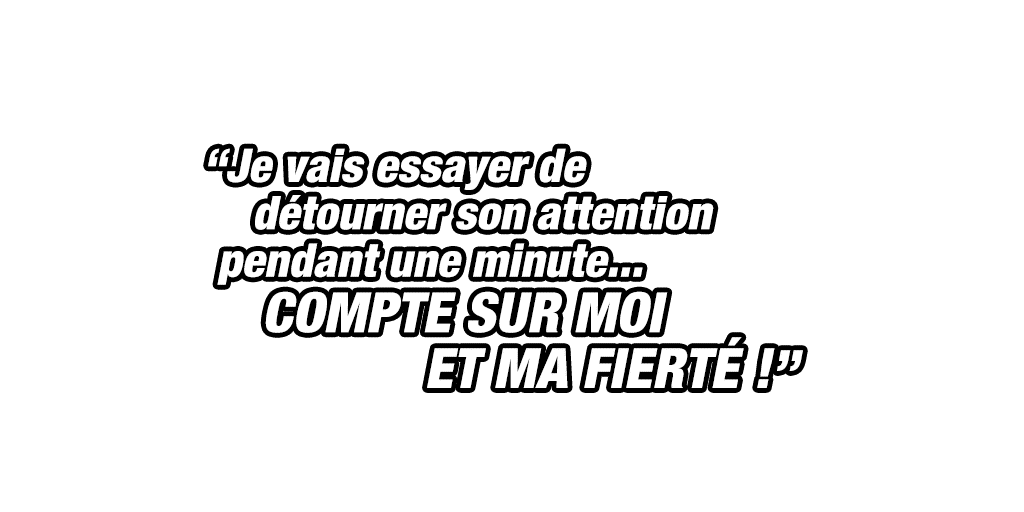 “Je vais essayer de
détourner son attention
pendant une minute...
COMPTE SUR MOI
ET MA FIERTÉ !”